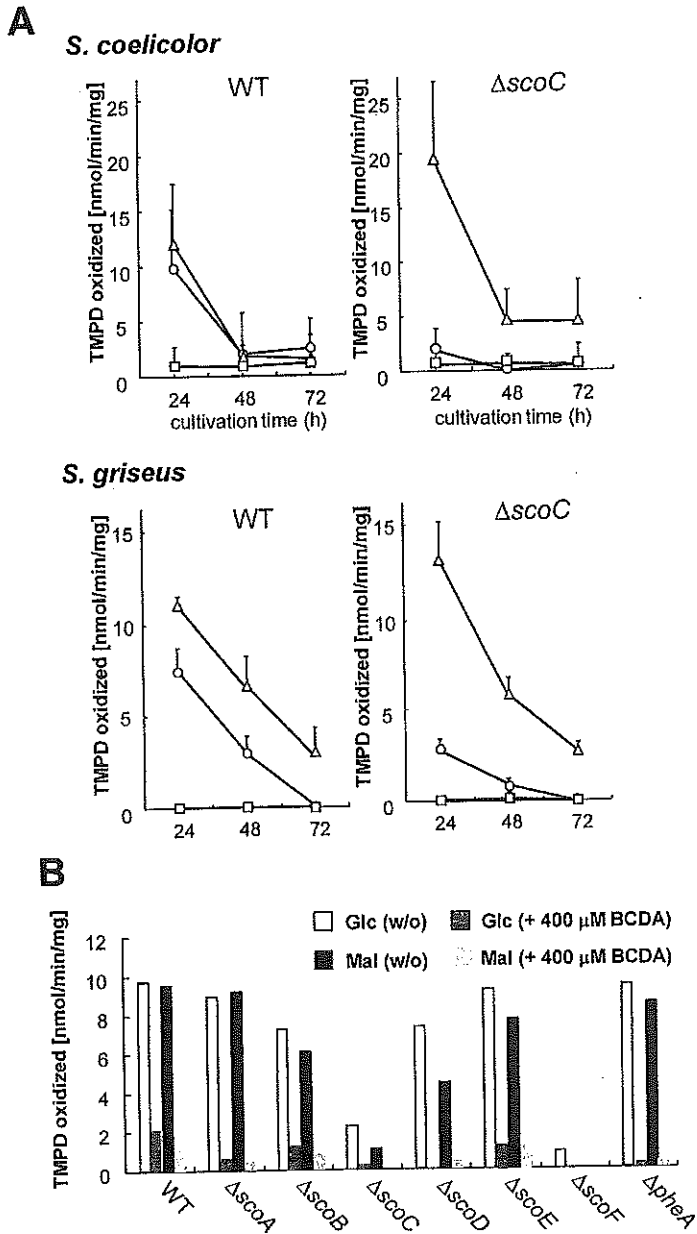 A
S. coelicolor
WT
ΔscoC
TMPD oxidized [nmol/min/mg]
25
20
15
10
5
0
24 48 72
cultivation time (h)
TMPD oxidized [nmol/min/mg]
25
20
15
10
5
0
24 48 72
cultivation time (h)
S. griseus
WT
ΔscoC
TMPD oxidized [nmol/min/mg]
15
10
5
0
24 48 72
TMPD oxidized [nmol/min/mg]
15
10
5
0
24 48 72
B
TMPD oxidized [nmol/min/mg]
12
10
8
6
4
2
0
Glc (w/o) Glc (+ 400 µM BCDA)
Mal (w/o) Mal (+ 400 µM BCDA)
WT ΔscoA ΔscoB ΔscoC ΔscoD ΔscoE ΔscoF ΔpheA